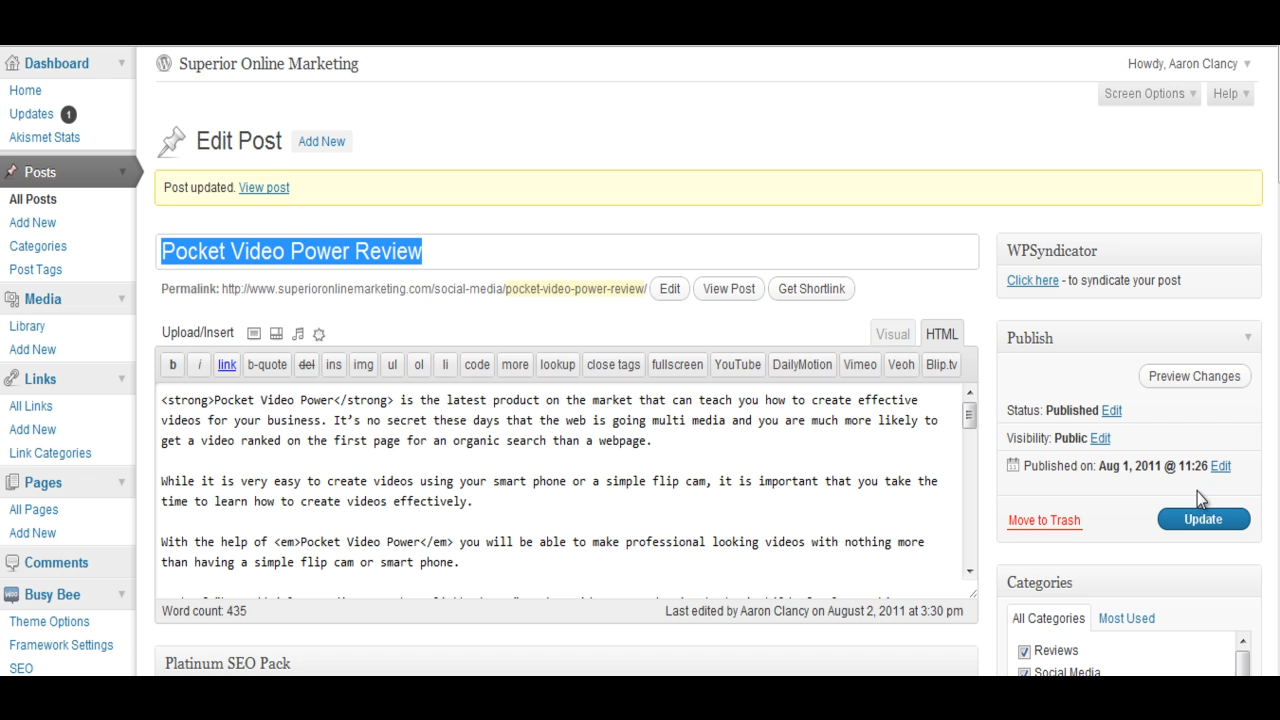 Dashboard
Home
Updates 1
Akismet Stats
Posts
All Posts
Add New
Categories
Post Tags
Media
Library
Add New
Links
All Links
Add New
Link Categories
Pages
All Pages
Add New
Comments
Busy Bee
Theme Options
Framework Settings
SEO
Superior Online Marketing
Howdy, Aaron Clancy
Screen Options Help
Edit Post Add New
Post updated. View post
Pocket Video Power Review
Permalink: http://www.superioronlinemarketing.com/social-media/pocket-video-power-review/ Edit View Post Get Shortlink
Upload/Insert Visual HTML
b i link b-quote del ins img ul ol li code more lookup close tags fullscreen YouTube DailyMotion Vimeo Veoh Blip.tv
<strong>Pocket Video Power</strong> is the latest product on the market that can teach you how to create effective
videos for your business. It's no secret these days that the web is going multi media and you are much more likely to
get a video ranked on the first page for an organic search than a webpage.
While it is very easy to create videos using your smart phone or a simple flip cam, it is important that you take the
time to learn how to create videos effectively.
With the help of <em>Pocket Video Power</em> you will be able to make professional looking videos with nothing more
than having a simple flip cam or smart phone.
Word count: 435 Last edited by Aaron Clancy on August 2, 2011 at 3:30 pm
Platinum SEO Pack
WPSyndicator
Click here - to syndicate your post
Publish
Preview Changes
Status: Published Edit
Visibility: Public Edit
Published on: Aug 1, 2011 @ 11:26 Edit
Move to Trash Update
Categories
All Categories Most Used
Reviews
Social Media